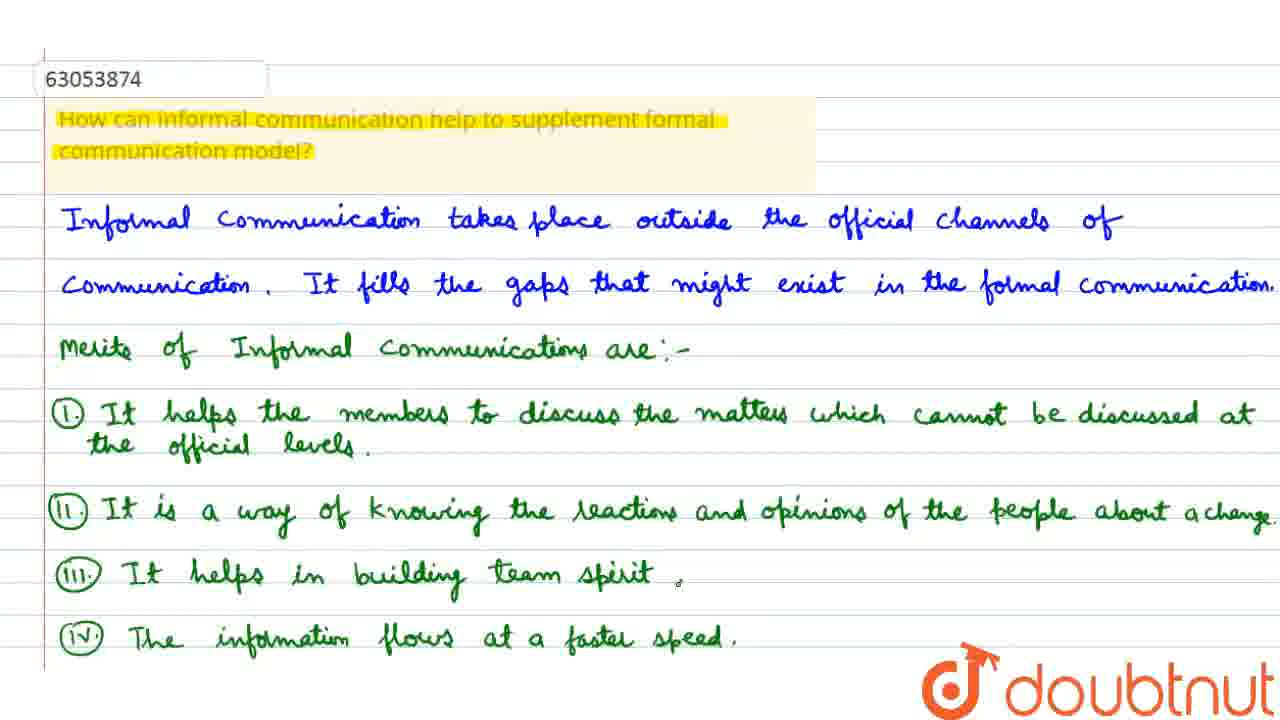 63053874
How can informal communication help to supplement formal
communication model?
Informal Communication takes place outside the official channels of
communication. It fills the gaps that might exist in the formal communication.
Merits of Informal Communications are:-
I. It helps the members to discuss the matters which cannot be discussed at
the official levels.
II. It is a way of knowing the reactions and opinions of the people about a change.
III. It helps in building team spirit.
IV. The information flows at a faster speed.
doubtnut